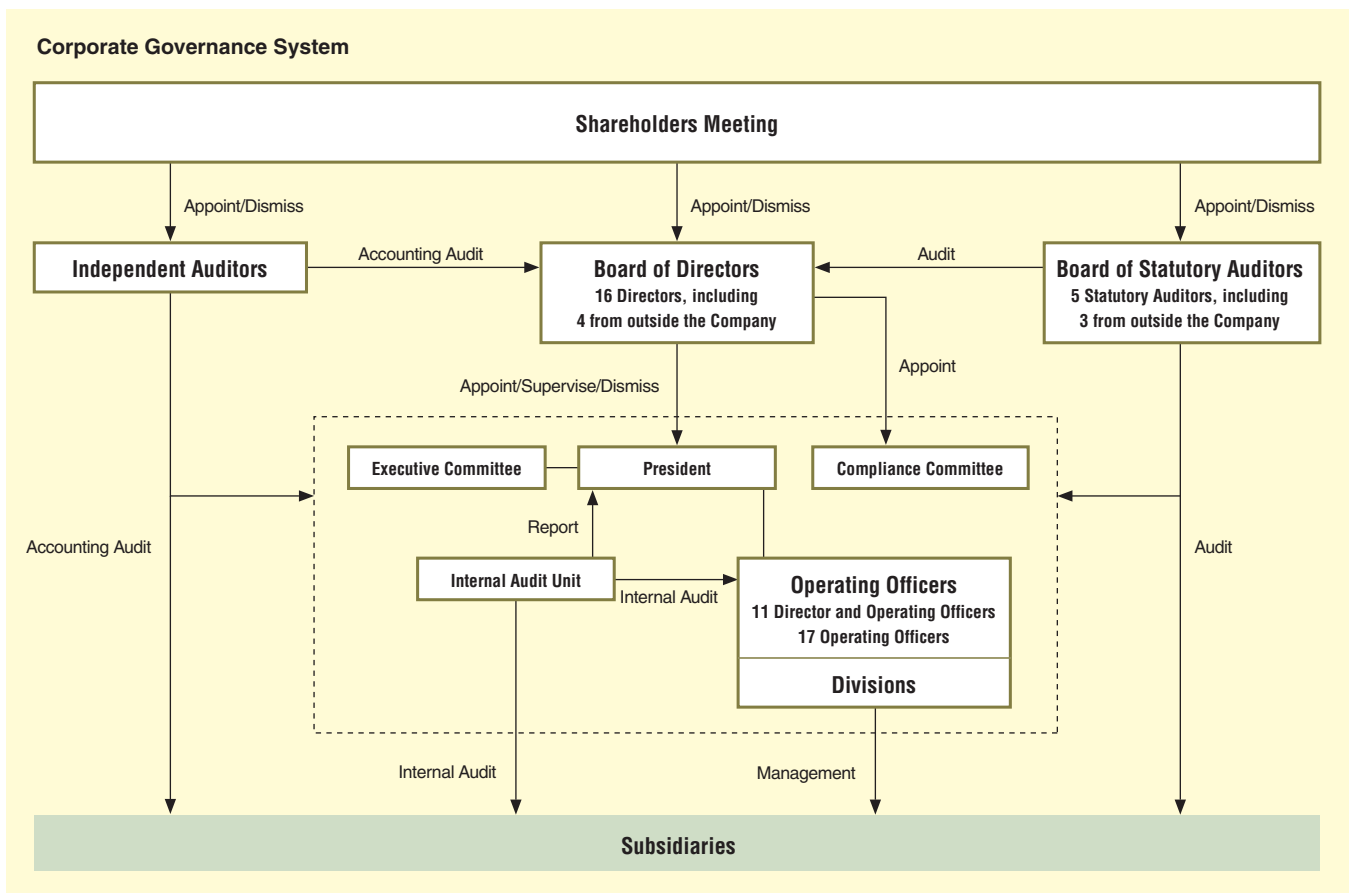 Corporate Governance System
Shareholders Meeting
Appoint/Dismiss
Appoint/Dismiss
Appoint/Dismiss
Independent Auditors
Accounting Audit
Board of Directors
16 Directors, including
4 from outside the Company
Audit
Board of Statutory Auditors
5 Statutory Auditors, including
3 from outside the Company
Appoint/Supervise/Dismiss
Appoint
Executive Committee
President
Compliance Committee
Report
Accounting Audit
Audit
Internal Audit Unit
Internal Audit
Operating Officers
11 Director and Operating Officers
17 Operating Officers
Divisions
Internal Audit
Management
Subsidiaries